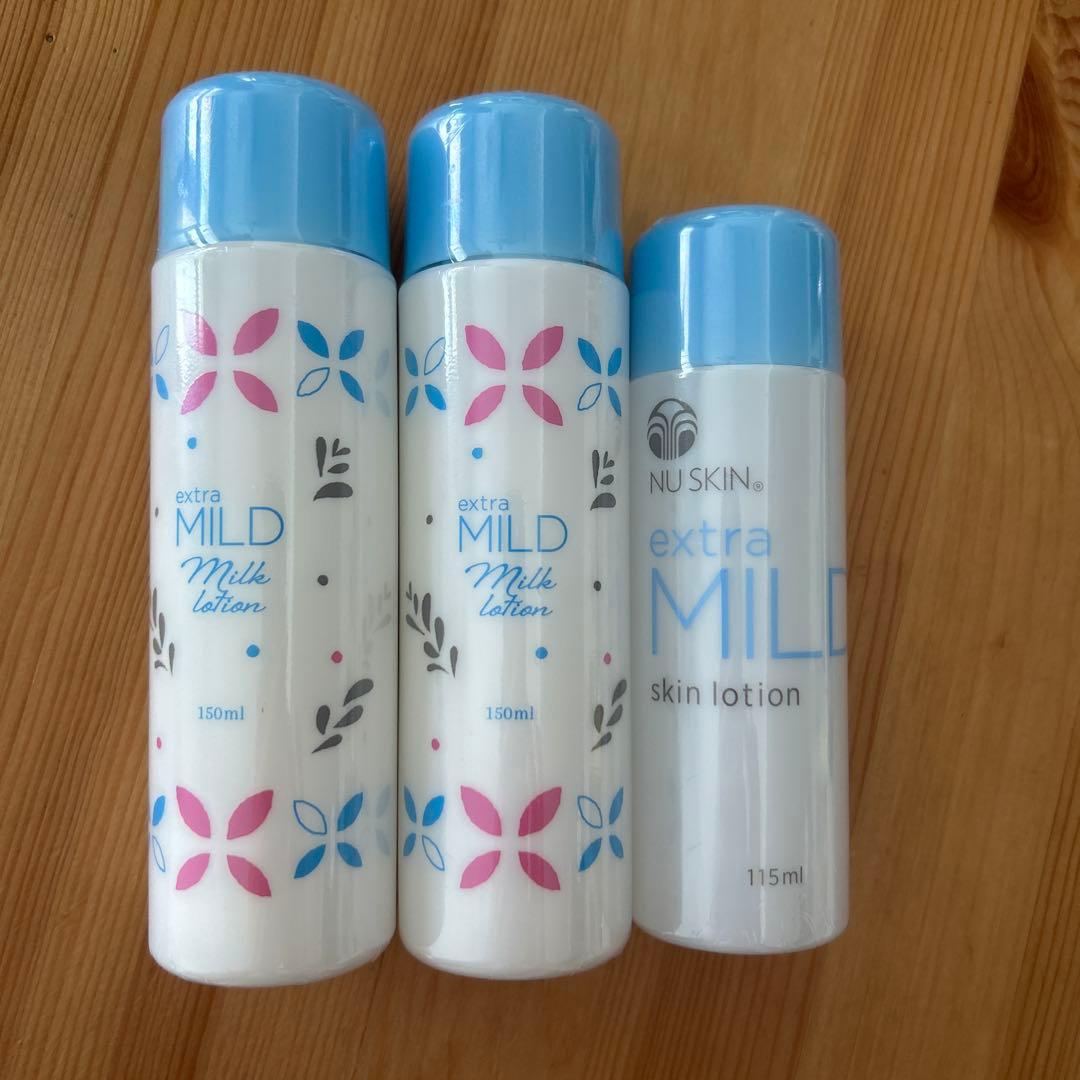 extra
MILD
Milk
lotion
150ml
extra
MILD
Milk
lotion
150ml
NU SKIN®
extra
MILD
skin lotion
115ml